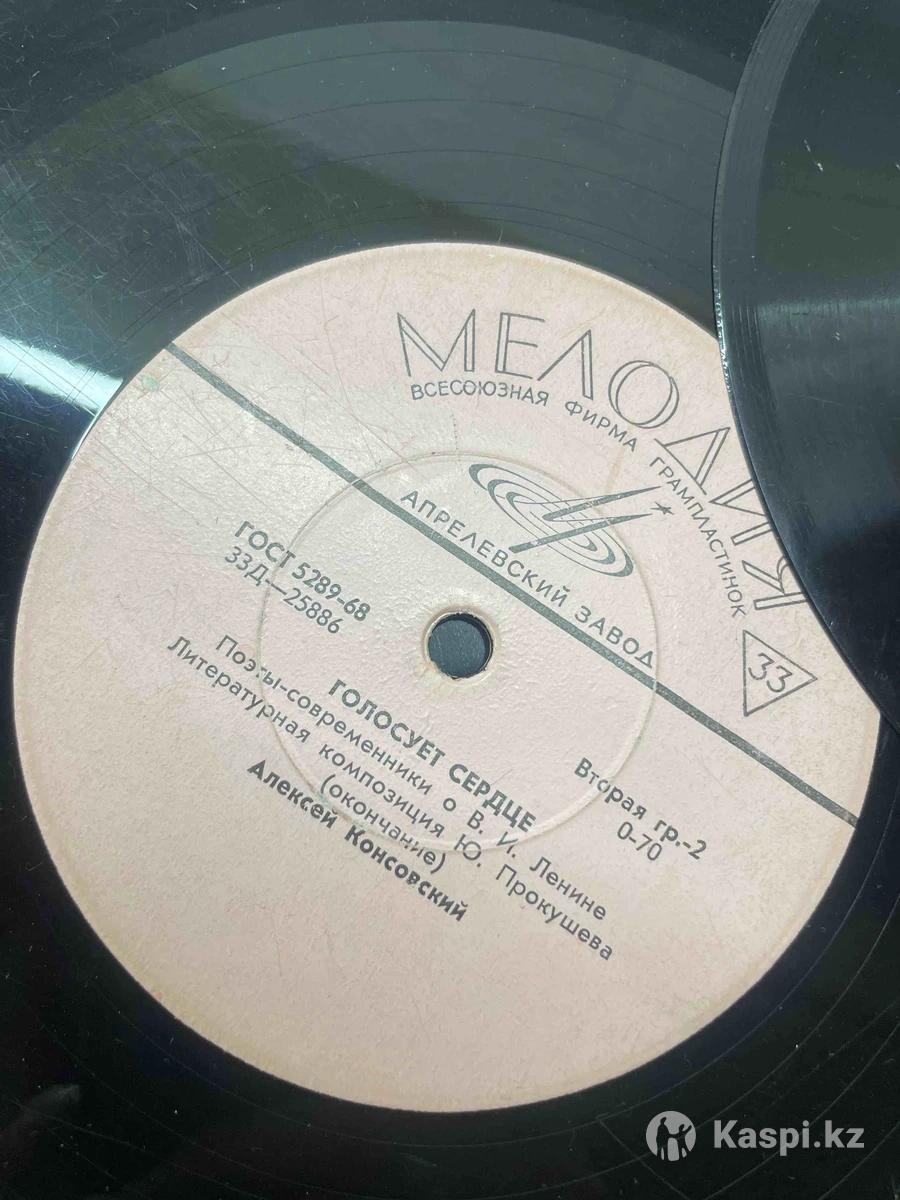 МЕЛОДИЯ
ВСЕСОЮЗНАЯ ФИРМА ГРАМПЛАСТИНОК
АПРЕЛЕВСКИЙ ЗАВОД
33
ГОСТ 5289-68
33Д—25886
Вторая гр.-2
0-70
ГОЛОСУЕТ СЕРДЦЕ
Поэты-современники о В. И. Ленине
Литературная композиция Ю. Прокушева
(окончание)
Алексей Консовский
Kaspi.kz